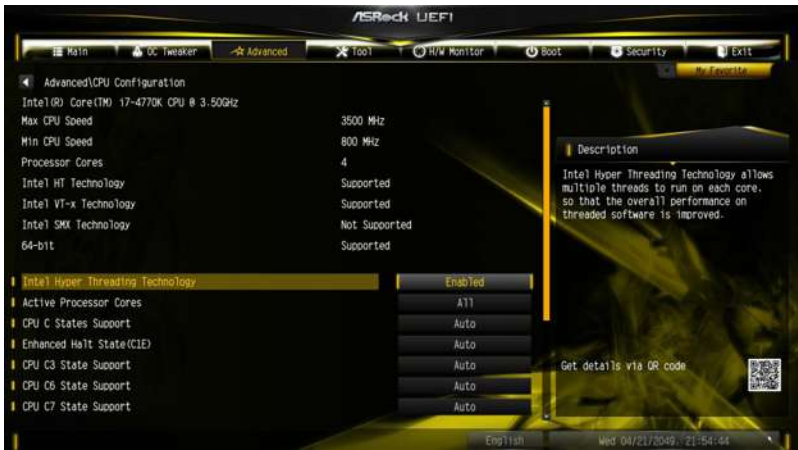 ASRock UEFI
Main OC Tweaker Advanced Tool H/W Monitor Boot Security Exit
My Favorite
Advanced\CPU Configuration
Intel(R) Core(TM) i7-4770K CPU @ 3.50GHz
Max CPU Speed 3500 MHz
Min CPU Speed 800 MHz
Processor Cores 4
Intel HT Technology Supported
Intel VT-x Technology Supported
Intel SMX Technology Not Supported
64-bit Supported
Intel Hyper Threading Technology Enabled
Active Processor Cores All
CPU C States Support Auto
Enhanced Halt State(C1E) Auto
CPU C3 State Support Auto
CPU C6 State Support Auto
CPU C7 State Support Auto
Description
Intel Hyper Threading Technology allows
multiple threads to run on each core,
so that the overall performance on
threaded software is improved.
Get details via QR code
English Wed 04/21/2049, 21:54:44